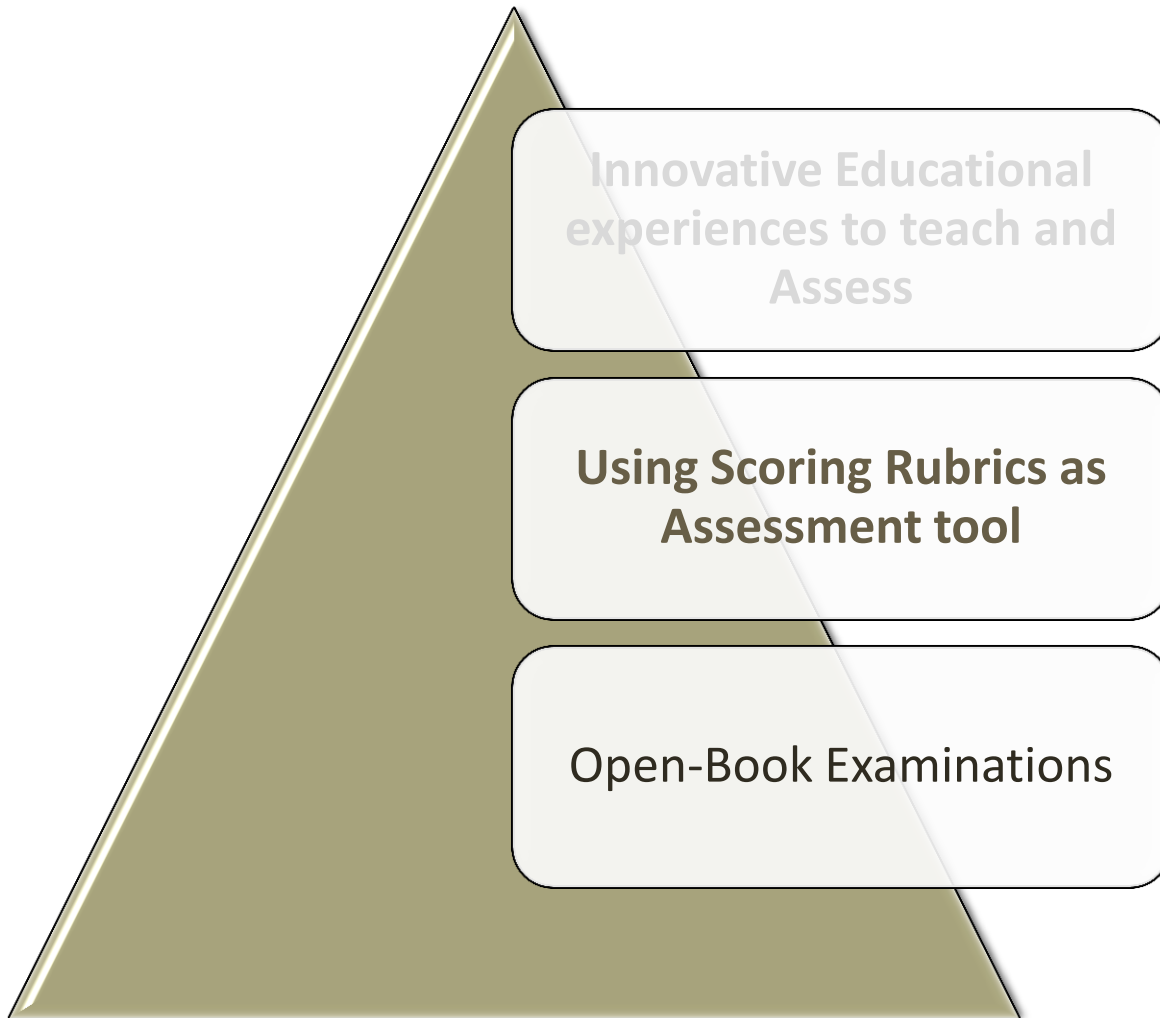 Innovative Educational
experiences to teach and
Assess
Using Scoring Rubrics as
Assessment tool
Open-Book Examinations